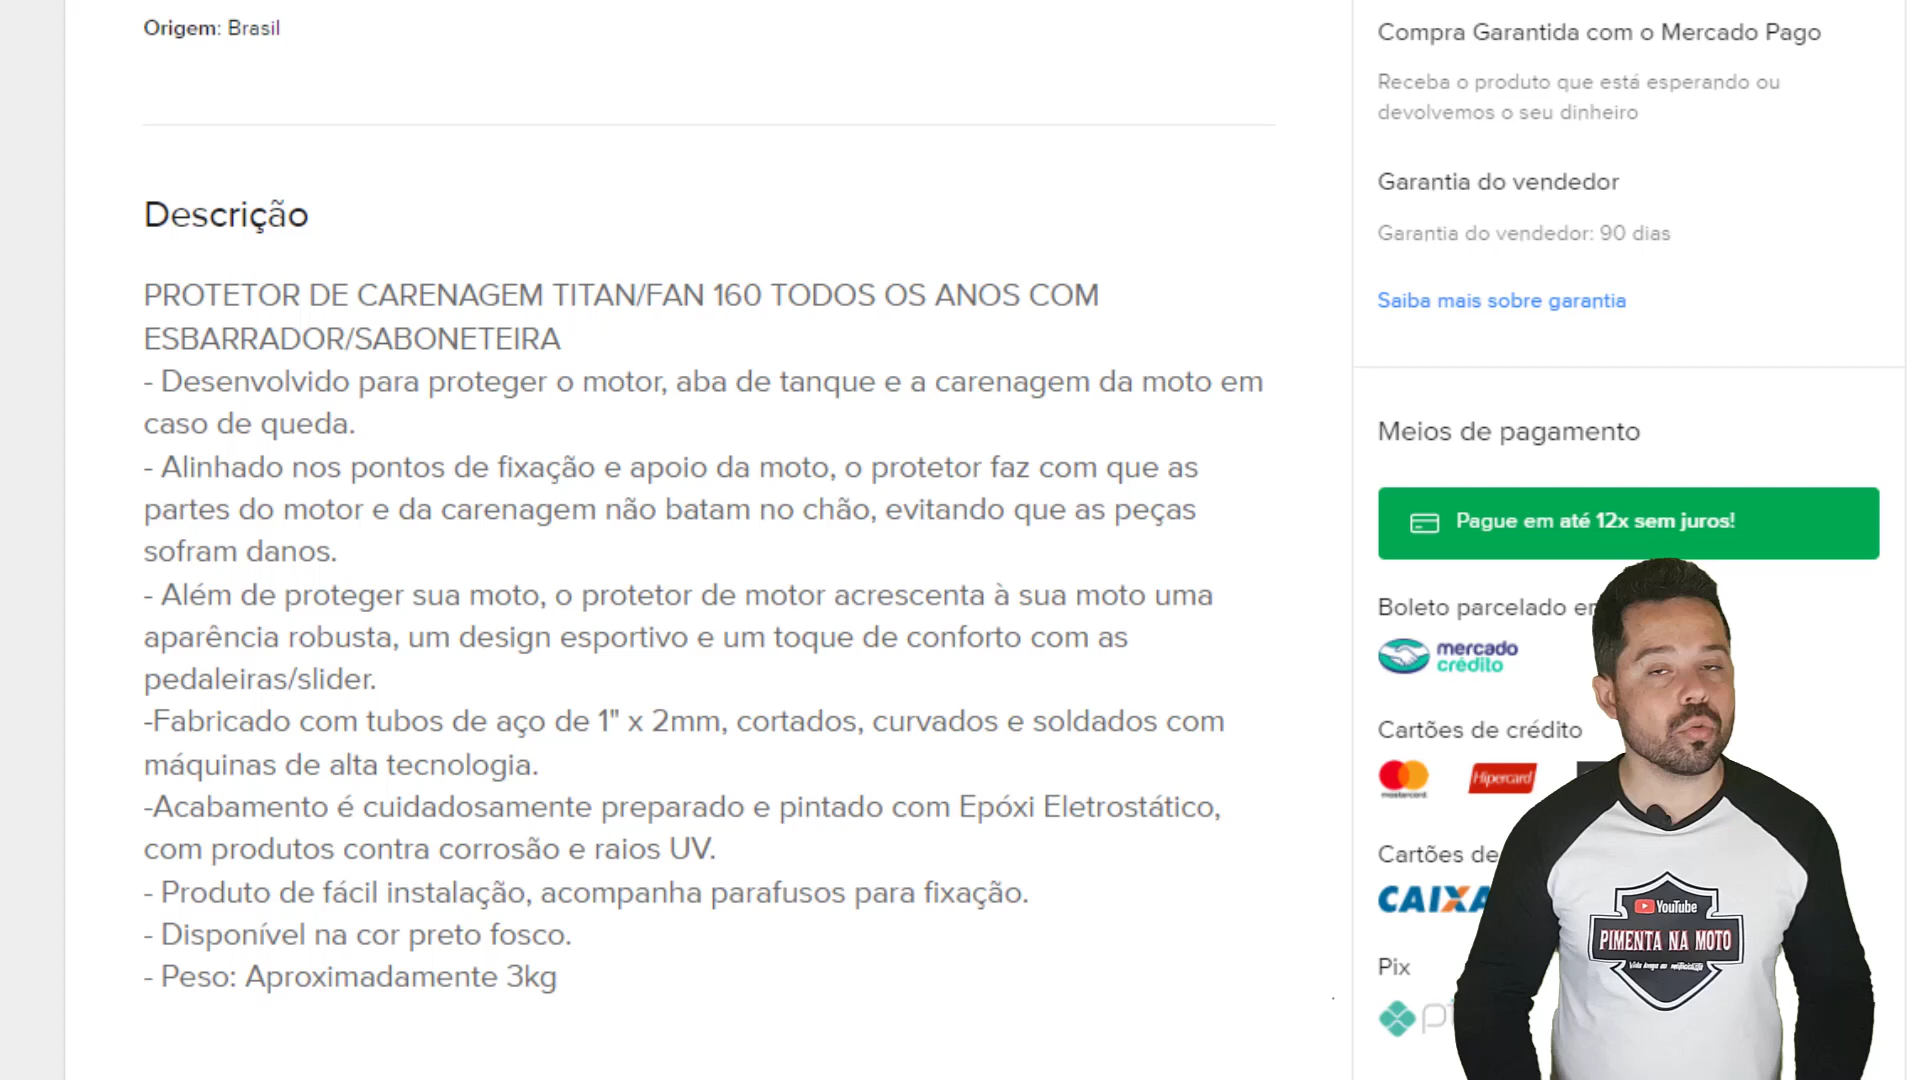 Origem: Brasil
Descrição
PROTETOR DE CARENAGEM TITAN/FAN 160 TODOS OS ANOS COM
ESBARRADOR/SABONETEIRA
- Desenvolvido para proteger o motor, aba de tanque e a carenagem da moto em
caso de queda.
- Alinhado nos pontos de fixação e apoio da moto, o protetor faz com que as
partes do motor e da carenagem não batam no chão, evitando que as peças
sofram danos.
- Além de proteger sua moto, o protetor de motor acrescenta à sua moto uma
aparência robusta, um design esportivo e um toque de conforto com as
pedaleiras/slider.
-Fabricado com tubos de aço de 1" x 2mm, cortados, curvados e soldados com
máquinas de alta tecnologia.
-Acabamento é cuidadosamente preparado e pintado com Epóxi Eletrostático,
com produtos contra corrosão e raios UV.
- Produto de fácil instalação, acompanha parafusos para fixação.
- Disponível na cor preto fosco.
- Peso: Aproximadamente 3kg
Compra Garantida com o Mercado Pago
Receba o produto que está esperando ou
devolvemos o seu dinheiro
Garantia do vendedor
Garantia do vendedor: 90 dias
Saiba mais sobre garantia
Meios de pagamento
Pague em até 12x sem juros!
Boleto parcelado
mercado
crédito
Cartões de crédito
mastercard
Hipercard
Cartões de
CAIXA
Pix
YouTube
PIMENTA NA MOTO